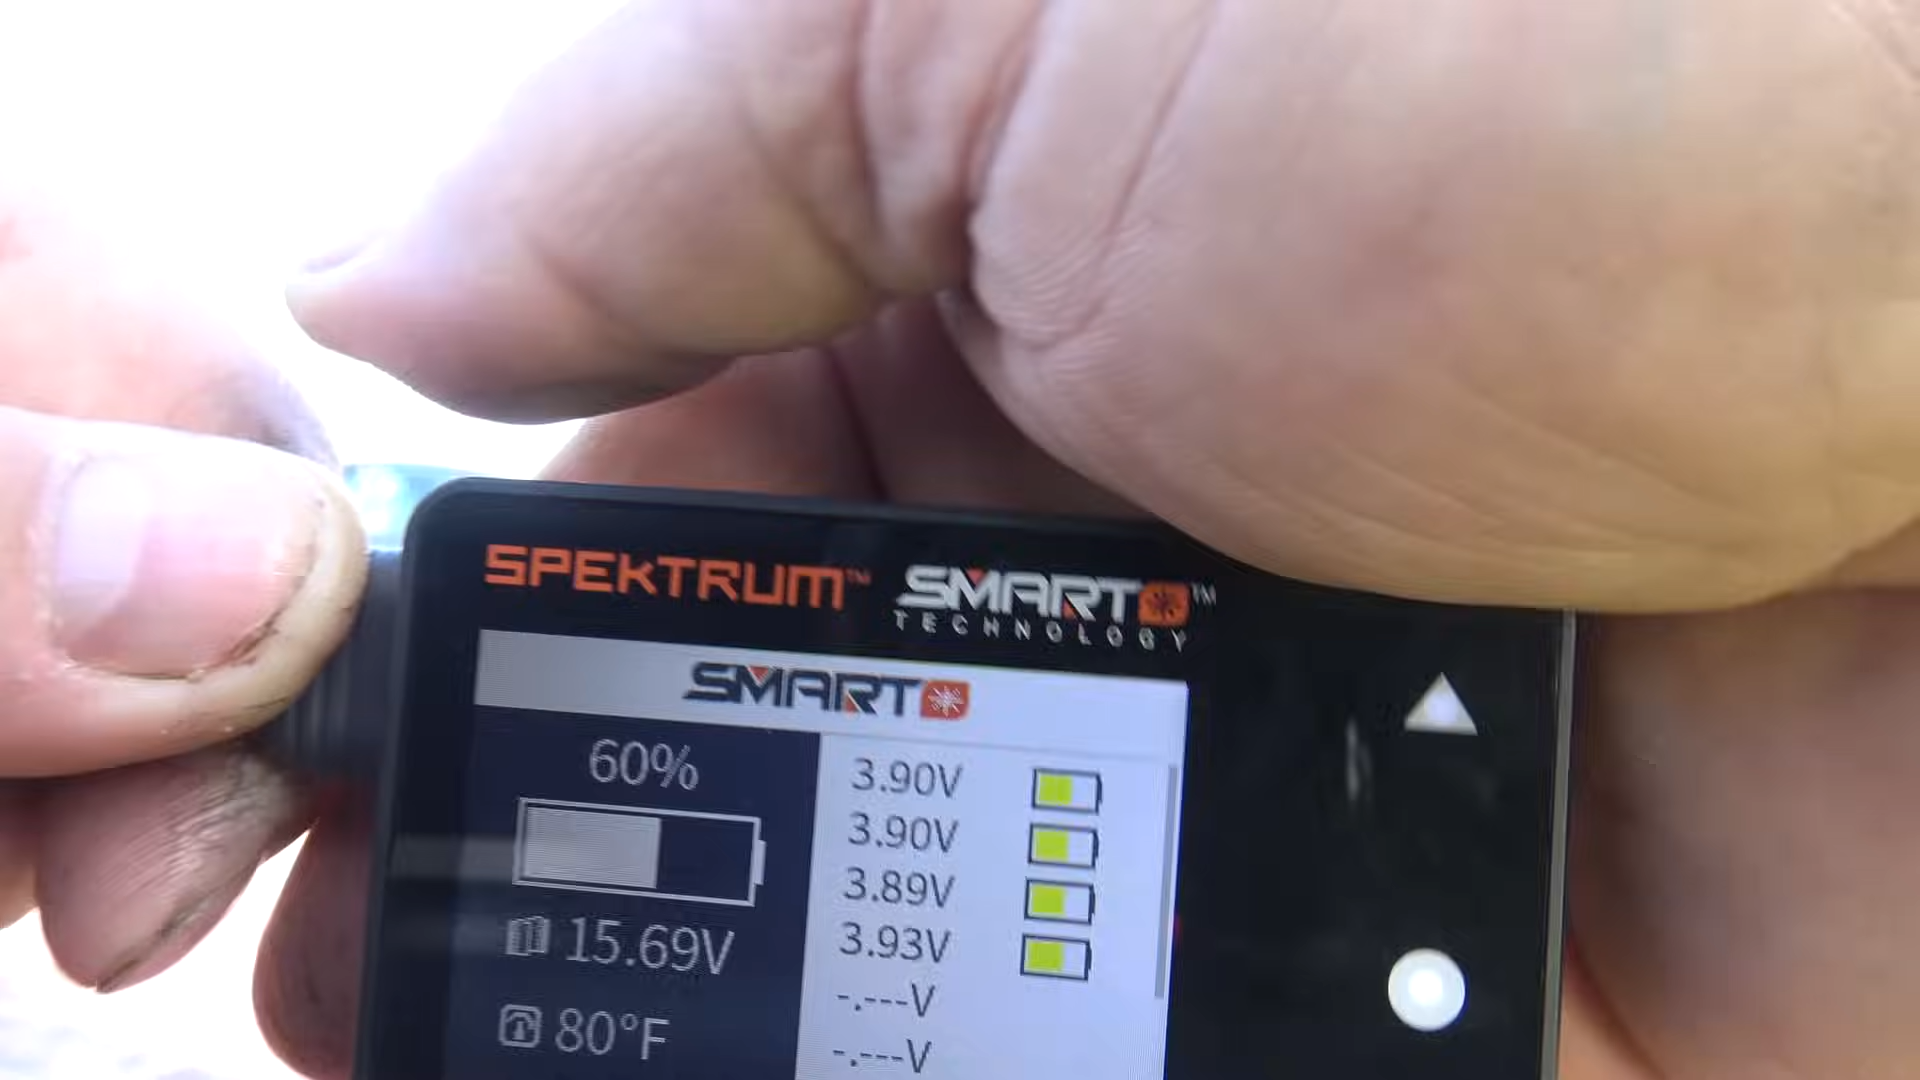 SPEKTRUM™ SMART™
TECHNOLOGY
SMART
60%
15.69V
80°F
3.90V
3.90V
3.89V
3.93V
-.---V
-.---V